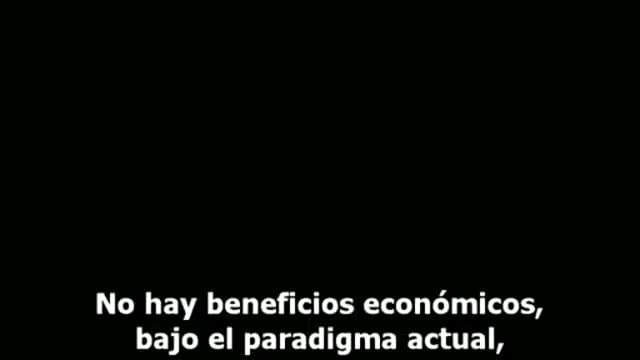 No hay beneficios económicos,
bajo el paradigma actual,